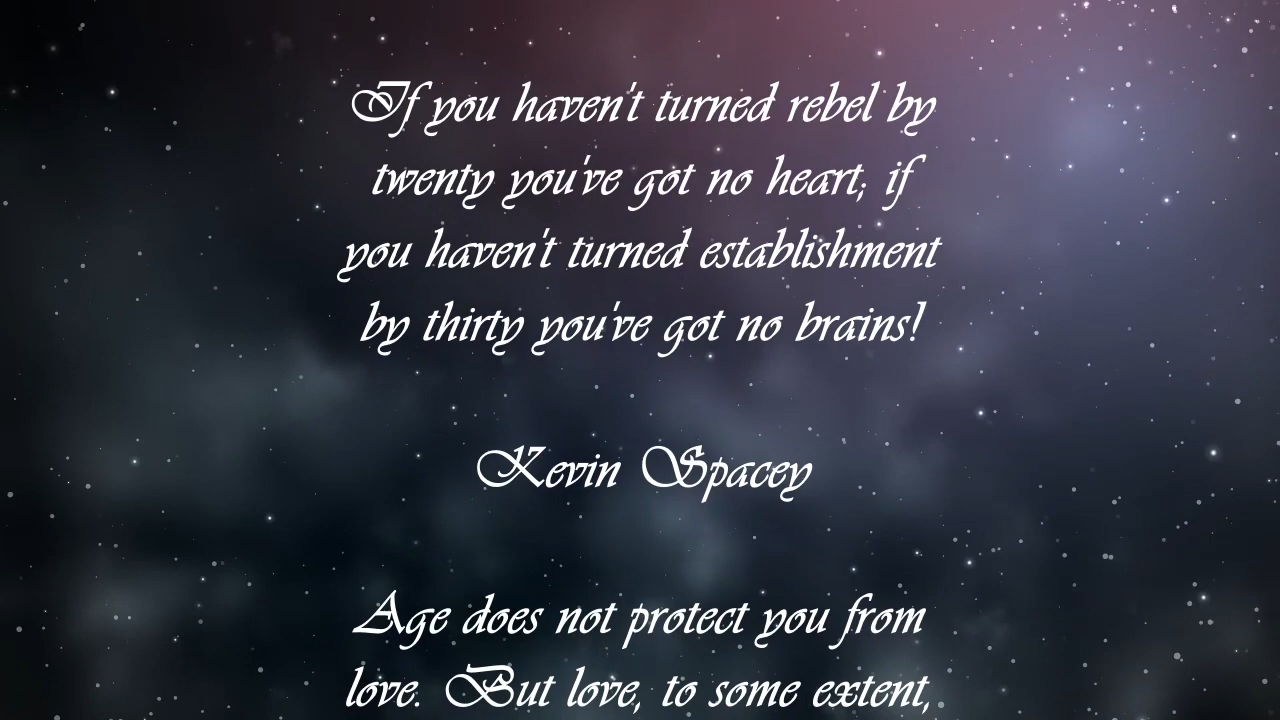 If you haven't turned rebel by
twenty you've got no heart; if
you haven't turned establishment
by thirty you've got no brains!
Kevin Spacey
Age does not protect you from
love. But love, to some extent,